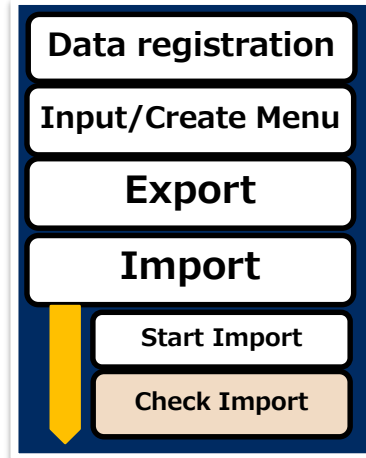 Data registration
Input/Create Menu
Export
Import
Start Import
Check Import